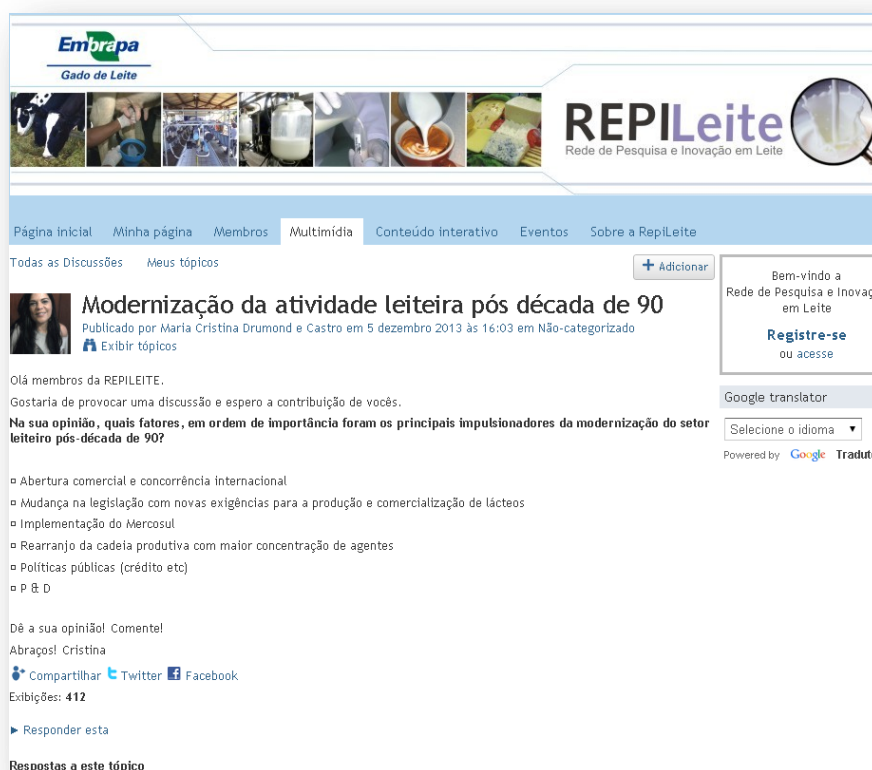 Embrapa
Gado de Leite
REPILeite
Rede de Pesquisa e Inovação em Leite
Página inicial Minha página Membros Multimídia Conteúdo interativo Eventos Sobre a RepiLeite
Todas as Discussões Meus tópicos
+ Adicionar
Modernização da atividade leiteira pós década de 90
Publicado por Maria Cristina Drumond e Castro em 5 dezembro 2013 às 16:03 em Não-categorizado
Exibir tópicos
Olá membros da REPILEITE.
Gostaria de provocar uma discussão e espero a contribuição de vocês.
Na sua opinião, quais fatores, em ordem de importância foram os principais impulsionadores da modernização do setor
leiteiro pós-década de 90?
¤ Abertura comercial e concorrência internacional
¤ Mudança na legislação com novas exigências para a produção e comercialização de lácteos
¤ Implementação do Mercosul
¤ Rearranjo da cadeia produtiva com maior concentração de agentes
¤ Políticas públicas (crédito etc)
¤ P & D
Dê a sua opinião! Comente!
Abraços! Cristina
Compartilhar Twitter Facebook
Exibições: 412
► Responder esta
Respostas a este tópico
Bem-vindo a
Rede de Pesquisa e Inovaç
em Leite
Registre-se
ou acesse
Google translator
Selecione o idioma ▼
Powered by Google Tradut